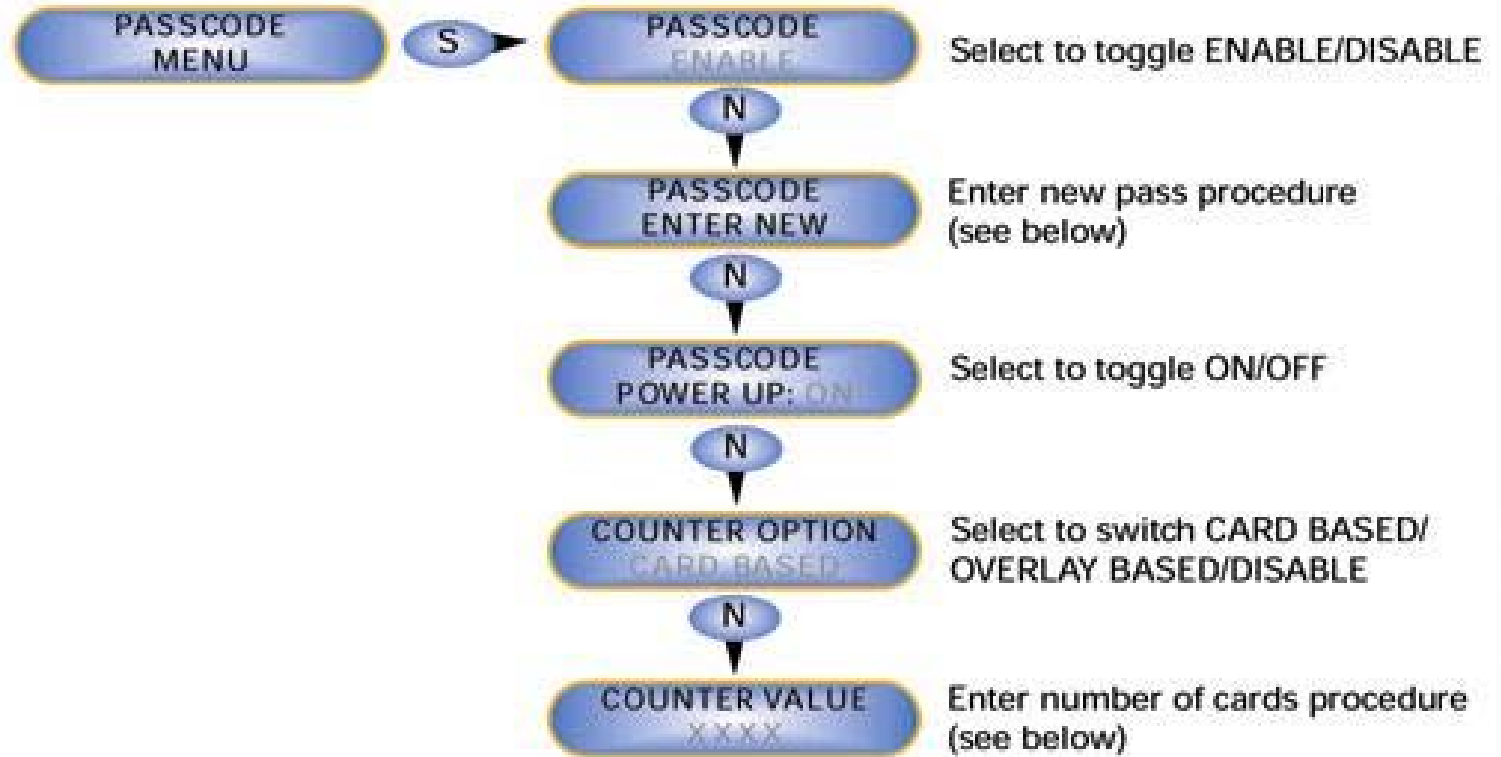 PASSCODE
MENU
S
PASSCODE
ENABLE
Select to toggle ENABLE/DISABLE
N
PASSCODE
ENTER NEW
Enter new pass procedure
(see below)
N
PASSCODE
POWER UP: ON
Select to toggle ON/OFF
N
COUNTER OPTION
CARD BASED
Select to switch CARD BASED/
OVERLAY BASED/DISABLE
N
COUNTER VALUE
XXXX
Enter number of cards procedure
(see below)